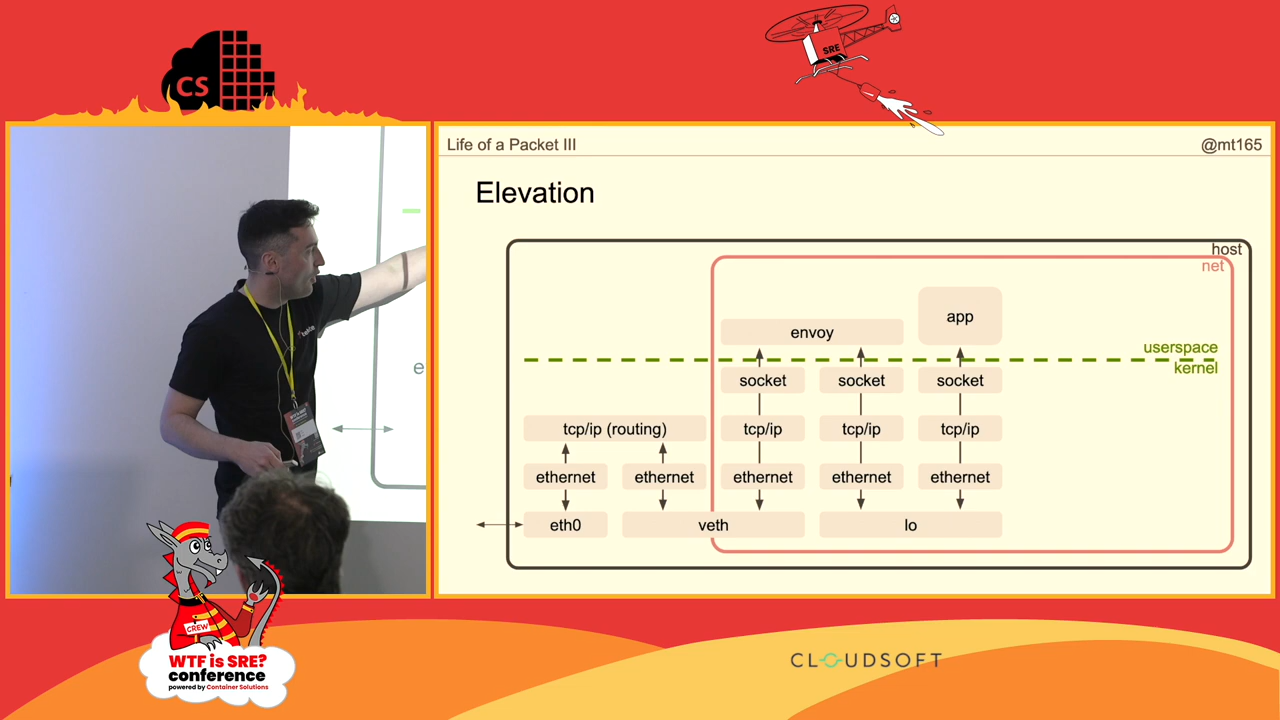 CS
SRE
Life of a Packet III
@mt165
Elevation
host
net
app
envoy
userspace
kernel
socket
socket
socket
tcp/ip (routing)
tcp/ip
tcp/ip
tcp/ip
ethernet
ethernet
ethernet
ethernet
ethernet
eth0
veth
lo
e
CREW
WTF is SRE?
conference
powered by Container Solutions
CLOUDSOFT